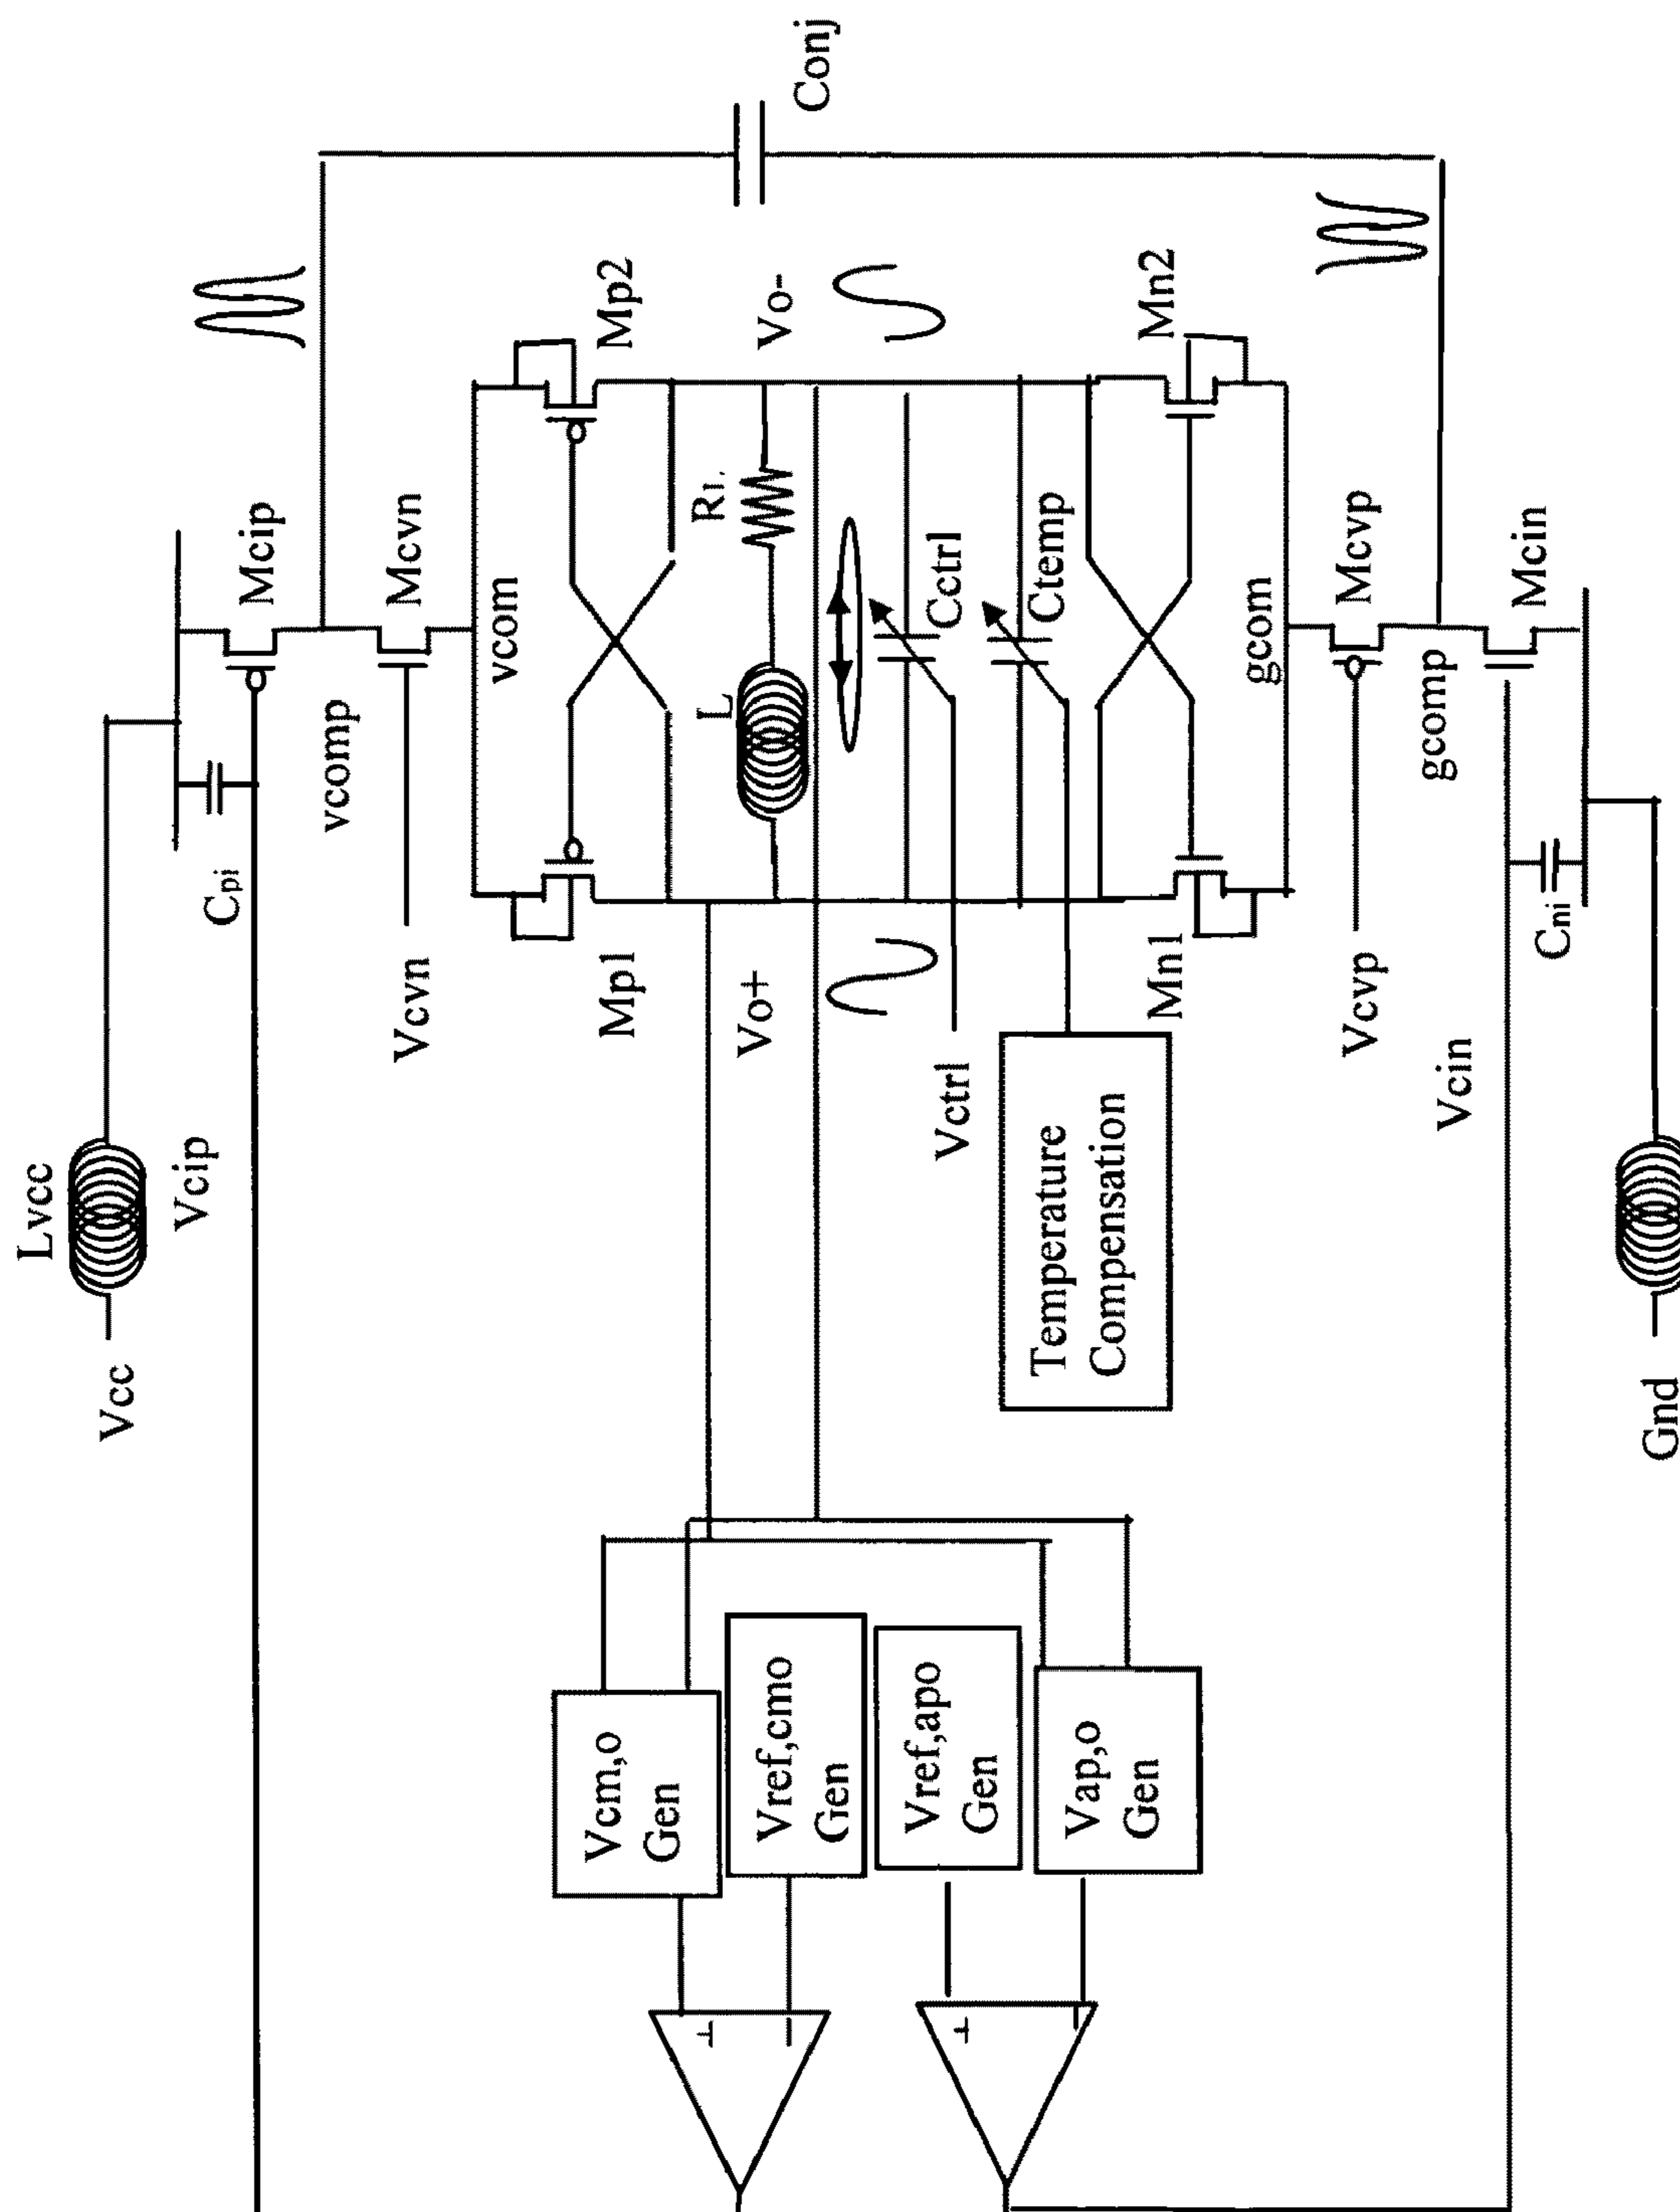 Lvcc
Vcc
Vcip
Cpi
Mcip
Conj
vcomp
Mcvn
Vcvn
vcom
Mp1
Mp2
L
RL
Vo+
Vo-
Cctrl
Vctrl
Ctemp
Temperature
Compensation
Mn1
Mn2
gcom
Mcvp
Vcvp
gcomp
Vcin
Mcin
Cni
Gnd
Vcm,o
Gen
Vref,cmo
Gen
Vref,apo
Gen
Vap,o
Gen